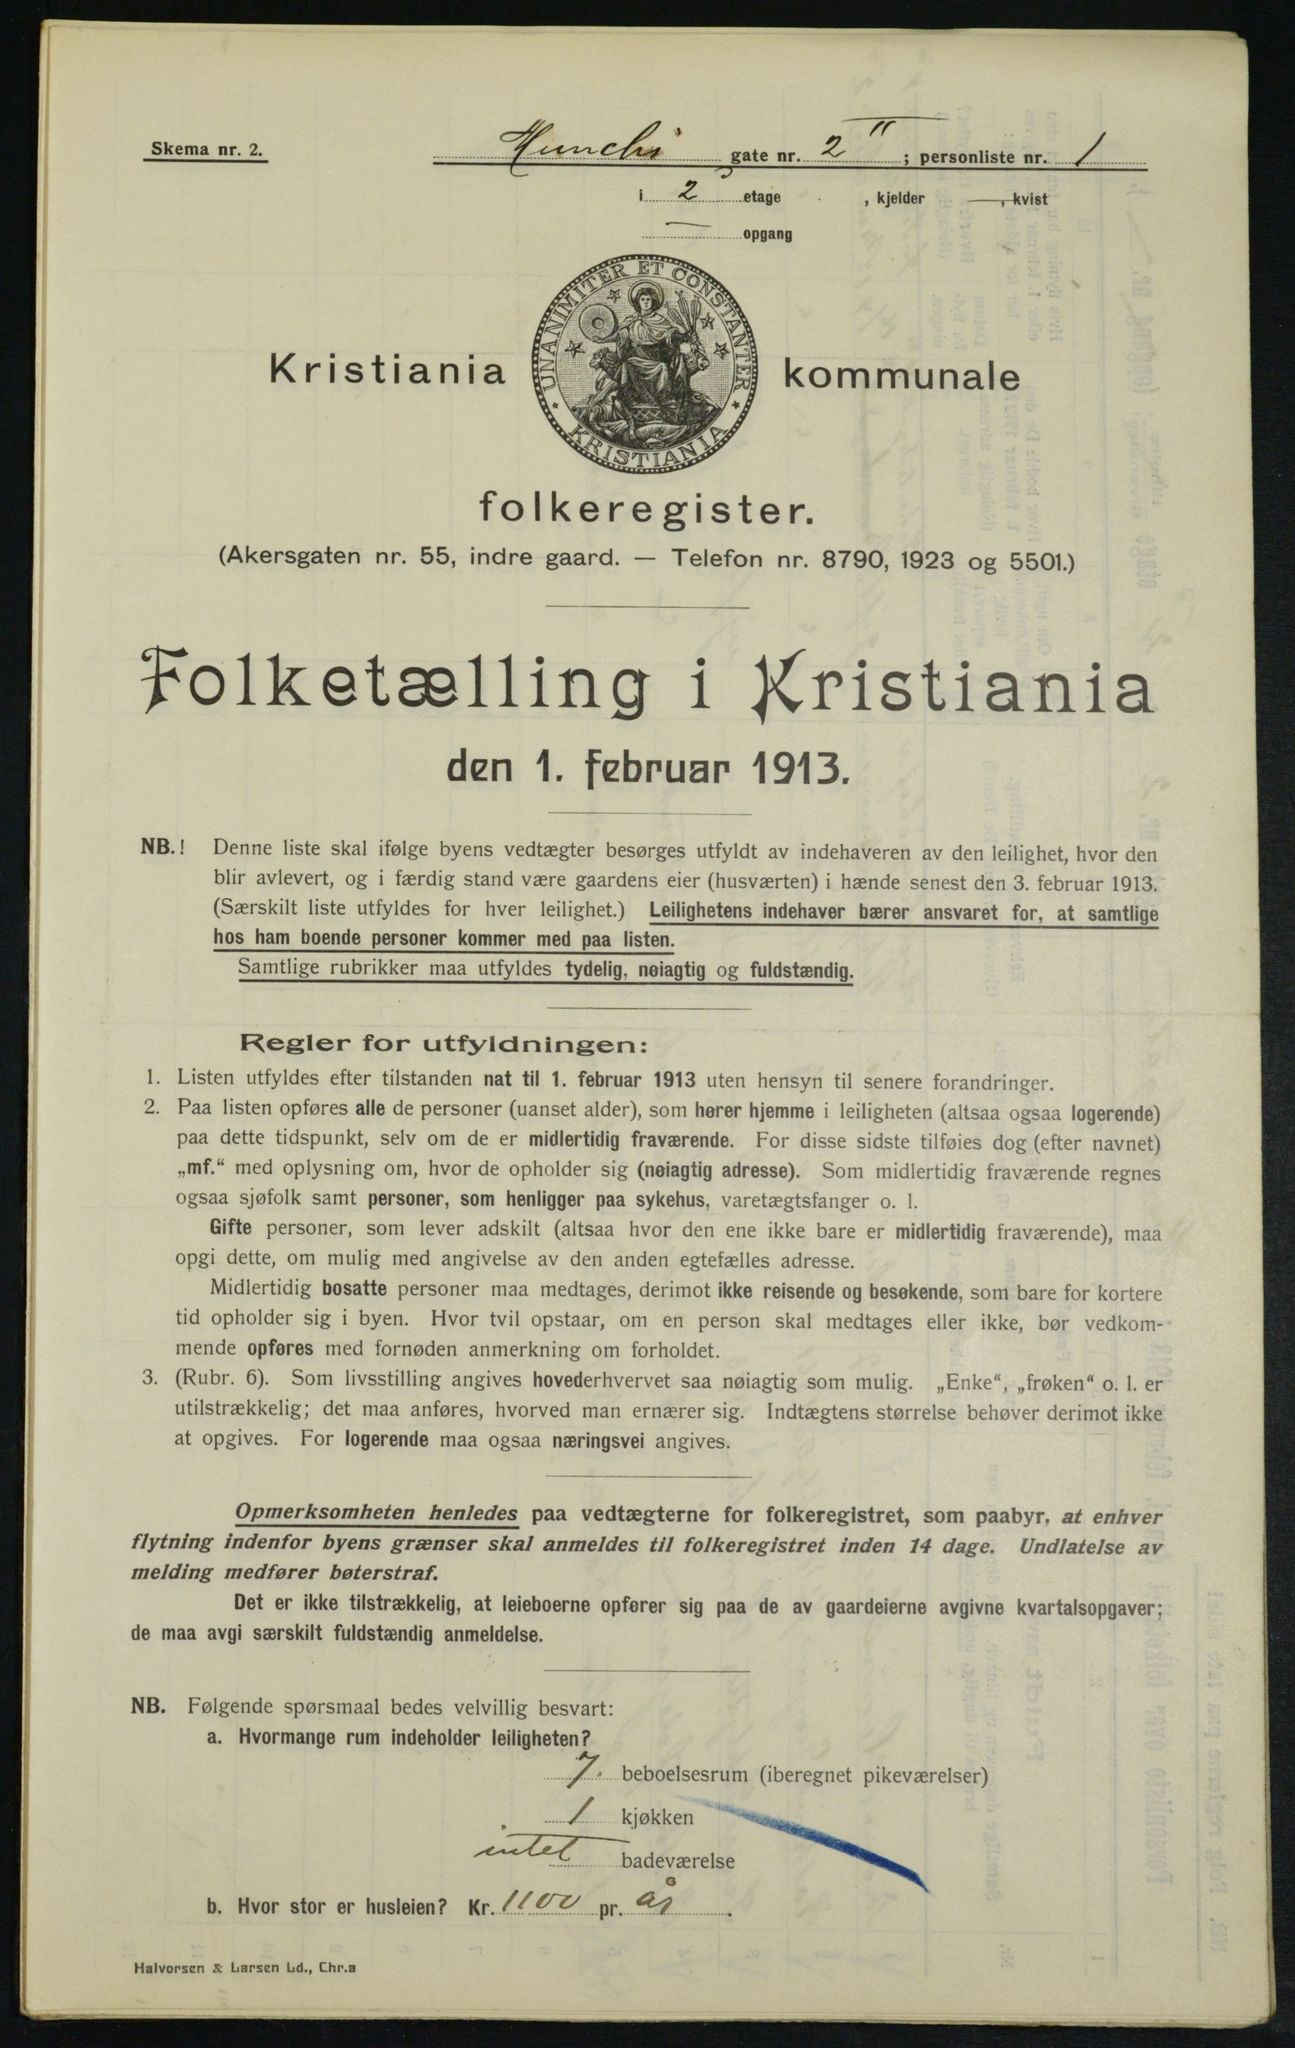 Skema nr. 2.
Munchs gate nr. 2 II ; personliste nr. 1
i 2 etage , kjelder —, kvist
— opgang
UNANIMITER ET CONSTANTER
KRISTIANIA
Kristiania kommunale
folkeregister.
(Akersgaten nr. 55, indre gaard. — Telefon nr. 8790, 1923 og 5501.)
Folketælling i Kristiania
den 1. februar 1913.
NB.! Denne liste skal ifølge byens vedtægter besørges utfyldt av indehaveren av den leilighet, hvor den
blir avlevert, og i færdig stand være gaardens eier (husværten) i hænde senest den 3. februar 1913.
(Særskilt liste utfyldes for hver leilighet.) Leilighetens indehaver bærer ansvaret for, at samtlige
hos ham boende personer kommer med paa listen.
Samtlige rubrikker maa utfyldes tydelig, nøiagtig og fuldstændig.
Regler for utfyldningen:
1. Listen utfyldes efter tilstanden nat til 1. februar 1913 uten hensyn til senere forandringer.
2. Paa listen opføres alle de personer (uanset alder), som hører hjemme i leiligheten (altsaa ogsaa logerende)
paa dette tidspunkt, selv om de er midlertidig fraværende. For disse sidste tilføies dog (efter navnet)
„mf.“ med oplysning om, hvor de opholder sig (nøiagtig adresse). Som midlertidig fraværende regnes
ogsaa sjøfolk samt personer, som henligger paa sykehus, varetægtsfanger o. l.
Gifte personer, som lever adskilt (altsaa hvor den ene ikke bare er midlertidig fraværende), maa
opgi dette, om mulig med angivelse av den anden egtefælles adresse.
Midlertidig bosatte personer maa medtages, derimot ikke reisende og besøkende, som bare for kortere
tid opholder sig i byen. Hvor tvil opstaar, om en person skal medtages eller ikke, bør vedkom-
mende opføres med fornøden anmerkning om forholdet.
3. (Rubr. 6). Som livsstilling angives hovederhvervet saa nøiagtig som mulig. „Enke“, „frøken“ o. l. er
utilstrækkelig; det maa anføres, hvorved man ernærer sig. Indtægtens størrelse behøver derimot ikke
at opgives. For logerende maa ogsaa næringsvei angives.
Opmerksomheten henledes paa vedtægterne for folkeregistret, som paabyr, at enhver
flytning indenfor byens grænser skal anmeldes til folkeregistret inden 14 dage. Undlatelse av
melding medfører bøterstraf.
Det er ikke tilstrækkelig, at leieboerne opfører sig paa de av gaardeierne avgivne kvartalsopgaver;
de maa avgi særskilt fuldstændig anmeldelse.
NB. Følgende spørsmaal bedes velvillig besvart:
a. Hvormange rum indeholder leiligheten?
7. beboelsesrum (iberegnet pikeværelser)
1 kjøkken
intet badeværelse
b. Hvor stor er husleien? Kr. 1100 pr. år.
Halvorsen & Larsen Ld., Chr.a